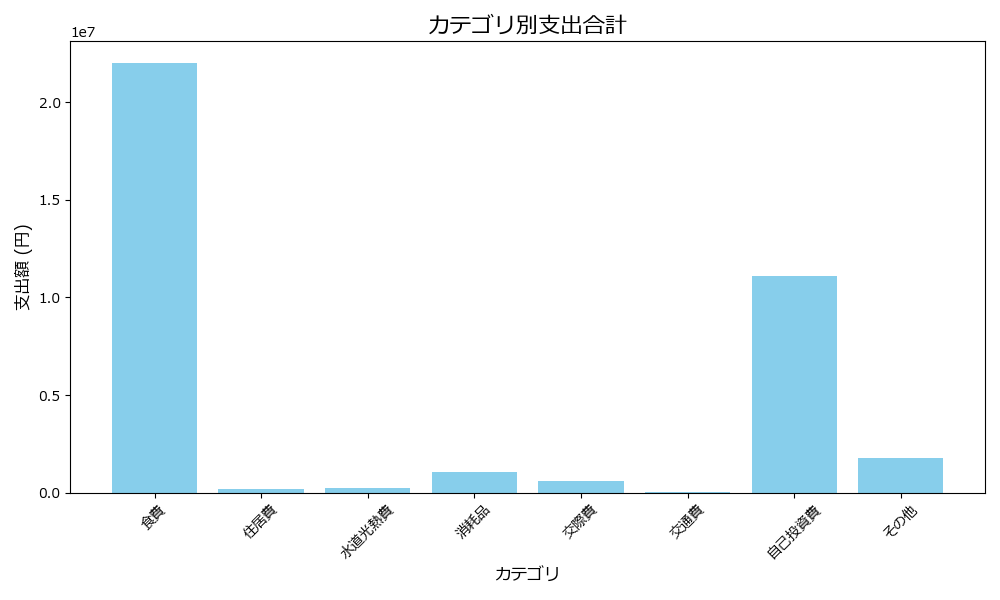 カテゴリ別支出合計
1e7
支出額 (円)
2.0
1.5
1.0
0.5
0.0
食費
住居費
水道光熱費
消耗品
交際費
交通費
自己投資費
その他
カテゴリ